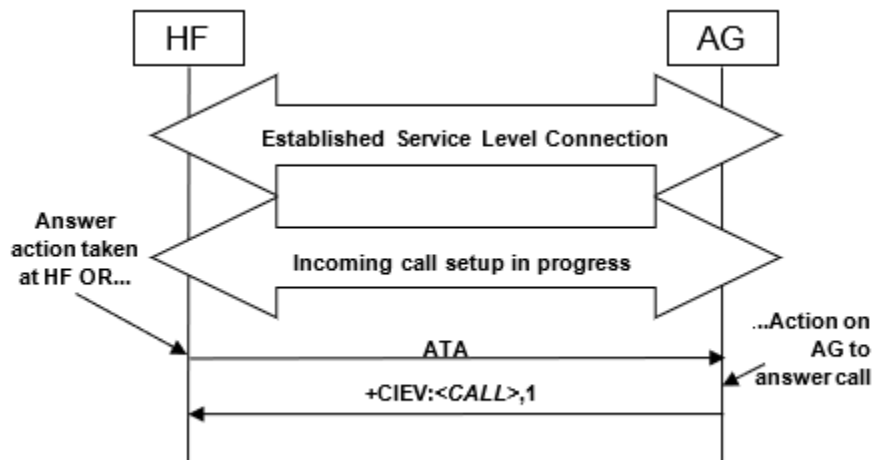 HF
AG
Established Service Level Connection
Answer
action taken
at HF OR...
Incoming call setup in progress
ATA
...Action on
AG to
answer call
+CIEV:<CALL>,1